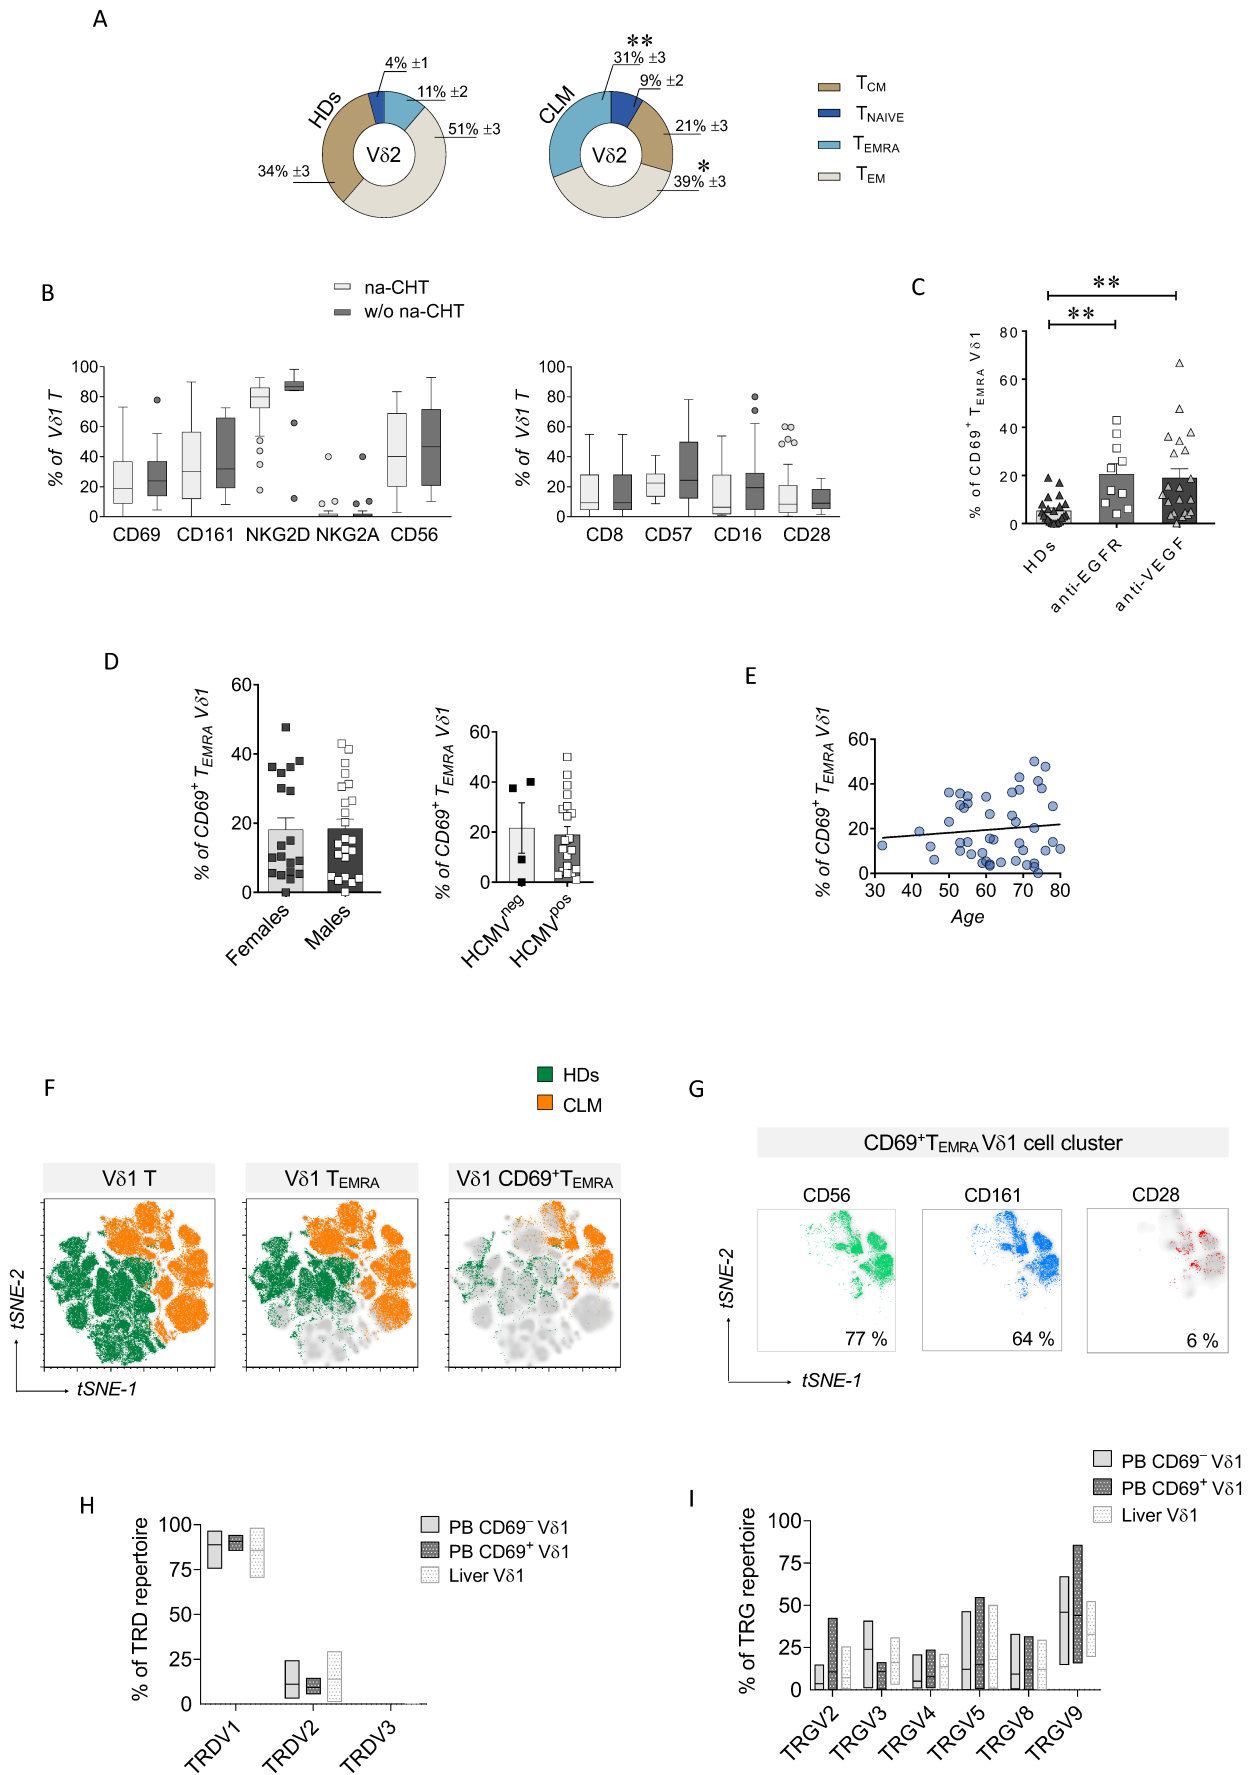 A
HDs
Vδ2
4% ±1
11% ±2
51% ±3
34% ±3
CLM
Vδ2
**
31% ±3
9% ±2
21% ±3
*
39% ±3
TCM
TNAIVE
TEMRA
TEM
B
na-CHT
w/o na-CHT
% of Vδ1 T
100
80
60
40
20
0
CD69 CD161 NKG2D NKG2A CD56
% of Vδ1 T
100
80
60
40
20
0
CD8 CD57 CD16 CD28
C
**
**
% of CD69+ TEMRA Vδ1
80
60
40
20
0
HDs
anti-EGFR
anti-VEGF
D
% of CD69+ TEMRA Vδ1
60
40
20
0
Females
Males
% of CD69+ TEMRA Vδ1
60
40
20
0
HCMVneg
HCMVpos
E
% of CD69+ TEMRA Vδ1
60
40
20
0
30 40 50 60 70 80
Age
F
HDs
CLM
Vδ1 T
Vδ1 TEMRA
Vδ1 CD69+TEMRA
tSNE-2
tSNE-1
G
CD69+TEMRA Vδ1 cell cluster
CD56 CD161 CD28
77 %
64 %
6 %
tSNE-2
tSNE-1
H
PB CD69− Vδ1
PB CD69+ Vδ1
Liver Vδ1
% of TRD repertoire
100
75
50
25
0
TRDV1
TRDV2
TRDV3
I
PB CD69− Vδ1
PB CD69+ Vδ1
Liver Vδ1
% of TRG repertoire
100
75
50
25
0
TRGV2
TRGV3
TRGV4
TRGV5
TRGV8
TRGV9